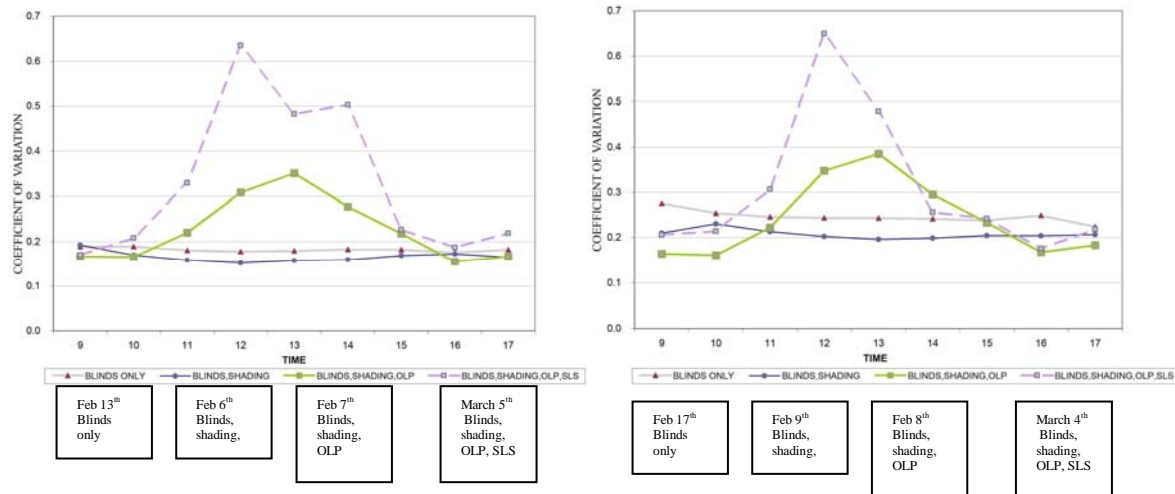 0.7
0.6
0.5
0.4
0.3
0.2
0.1
0.0
COEFFICIENT OF VARIATION
9 10 11 12 13 14 15 16 17
TIME
BLINDS ONLY BLINDS,SHADING BLINDS,SHADING,OLP BLINDS,SHADING,OLP,SLS
Feb 13th
Blinds
only
Feb 6th
Blinds,
shading,
Feb 7th
Blinds,
shading,
OLP
March 5th
Blinds,
shading,
OLP, SLS
0.7
0.6
0.5
0.4
0.3
0.2
0.1
0.0
COEFFICIENT OF VARIATION
9 10 11 12 13 14 15 16 17
TIME
BLINDS ONLY BLINDS,SHADING BLINDS,SHADING,OLP BLINDS,SHADING,OLP,SLS
Feb 17th
Blinds
only
Feb 9th
Blinds,
shading,
Feb 8th
Blinds,
shading,
OLP
March 4th
Blinds,
shading,
OLP, SLS